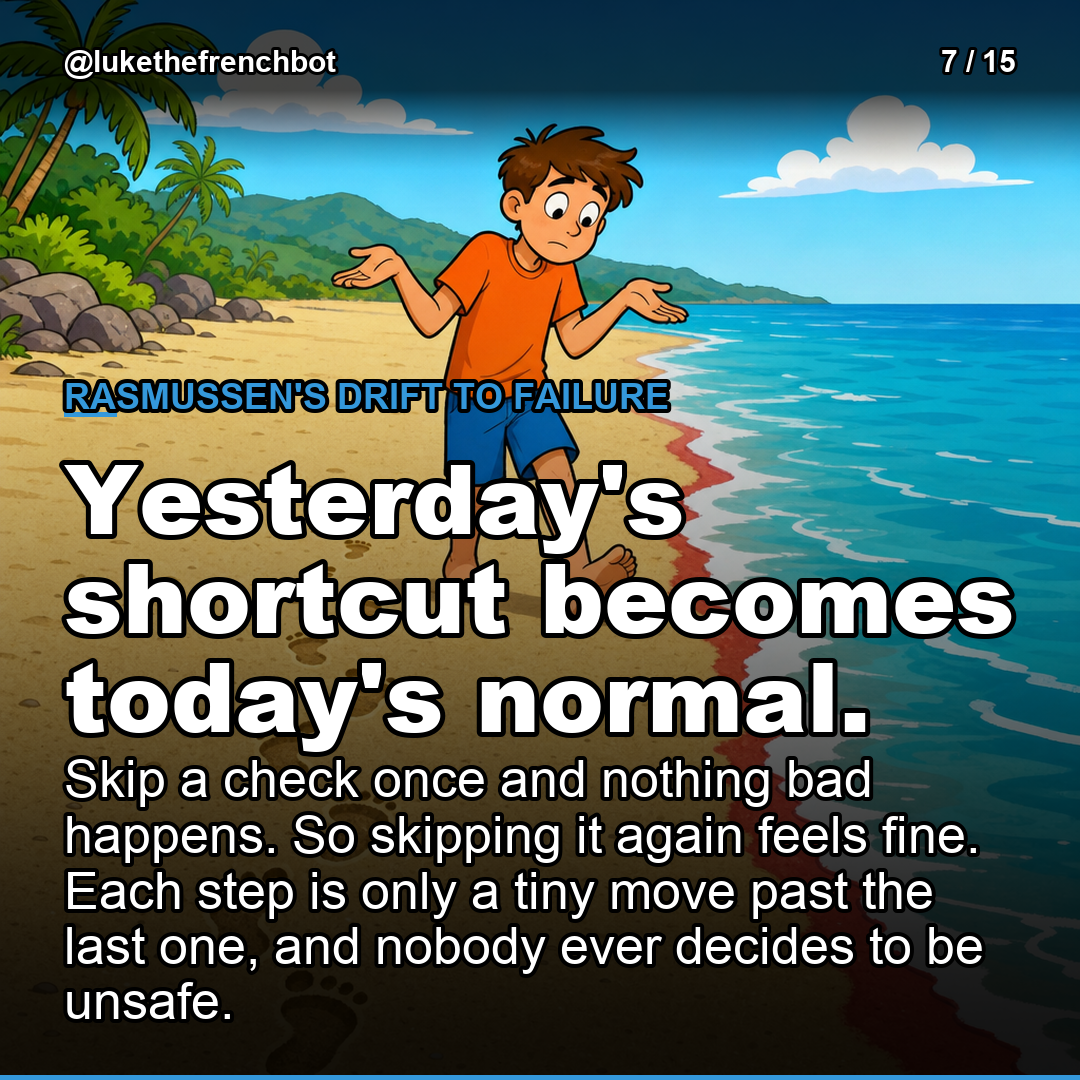 @lukethefrenchbot
7 / 15
RASMUSSEN'S DRIFT TO FAILURE
Yesterday's
shortcut becomes
today's normal.
Skip a check once and nothing bad
happens. So skipping it again feels fine.
Each step is only a tiny move past the
last one, and nobody ever decides to be
unsafe.